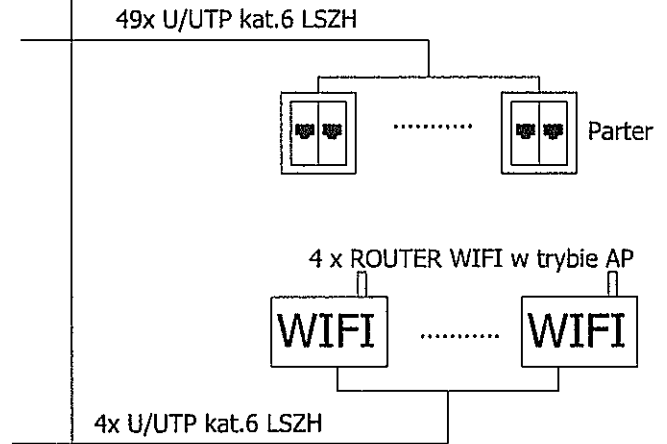 49x U/UTP kat.6 LSZH
Parter
4 x ROUTER WIFI w trybie AP
WIFI
WIFI
4x U/UTP kat.6 LSZH